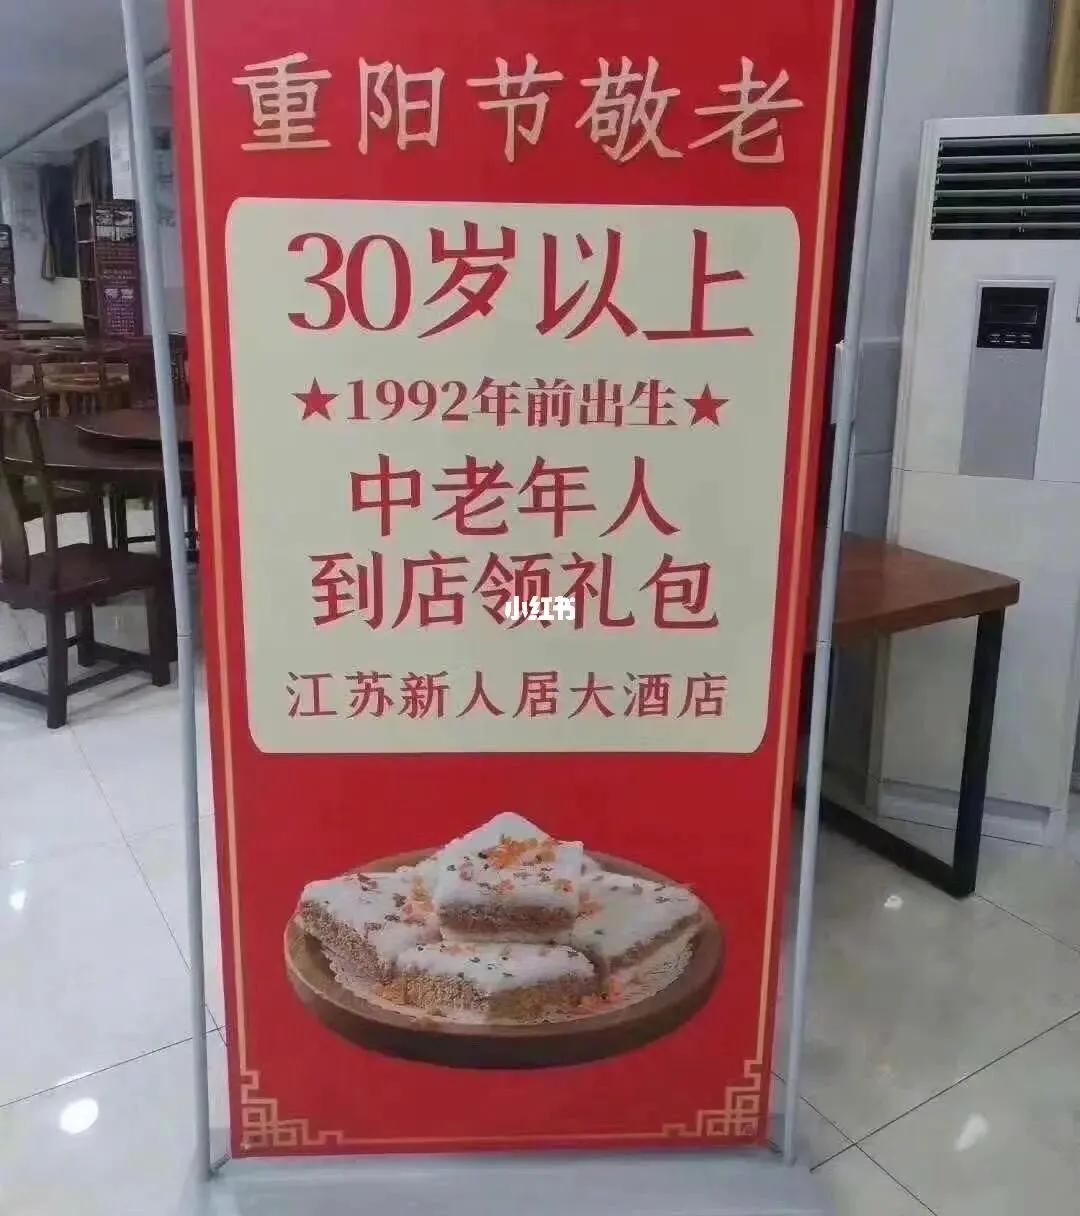 重阳节敬老
30岁以上
★1992年前出生★
中老年人
到店领礼包
小红书
江苏新人居大酒店